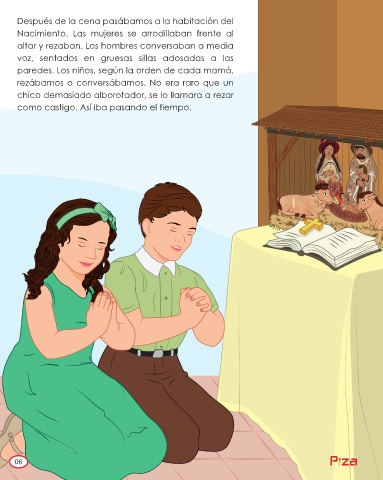 Después de la cena pasábamos a la habitación del
Nacimiento. Las mujeres se arrodillaban frente al
altar y rezaban. Los hombres conversaban a media
voz, sentados en gruesas sillas adosadas a las
paredes. Los niños, según la orden de cada mamá,
rezábamos o conversábamos. No era raro que un
chico demasiado alborotador, se lo llamara a rezar
como castigo. Así iba pasando el tiempo.
06
Piza